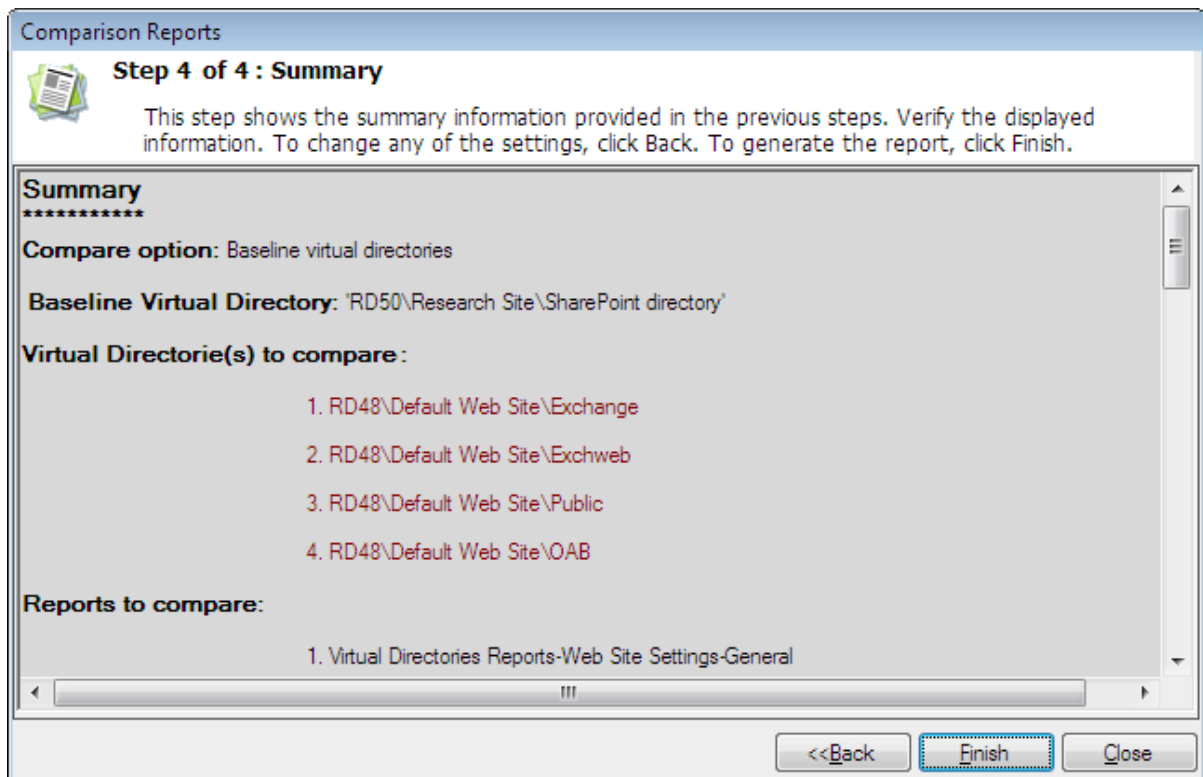 Comparison Reports
Step 4 of 4 : Summary
This step shows the summary information provided in the previous steps. Verify the displayed
information. To change any of the settings, click Back. To generate the report, click Finish.
Summary
***********
Compare option: Baseline virtual directories
Baseline Virtual Directory: 'RD50\Research Site\SharePoint directory'
Virtual Directorie(s) to compare :
1. RD48\Default Web Site\Exchange
2. RD48\Default Web Site\Exchweb
3. RD48\Default Web Site\Public
4. RD48\Default Web Site\OAB
Reports to compare:
1. Virtual Directories Reports-Web Site Settings-General
<<Back Finish Close